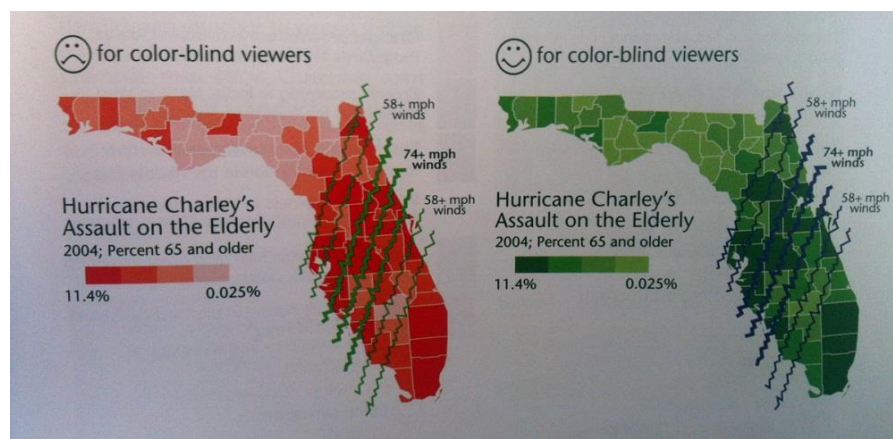 for color-blind viewers
58+ mph
winds
74+ mph
winds
58+ mph
winds
Hurricane Charley's
Assault on the Elderly
2004; Percent 65 and older
11.4% 0.025%
for color-blind viewers
58+ mph
winds
74+ mph
winds
58+ mph
winds
Hurricane Charley's
Assault on the Elderly
2004; Percent 65 and older
11.4% 0.025%